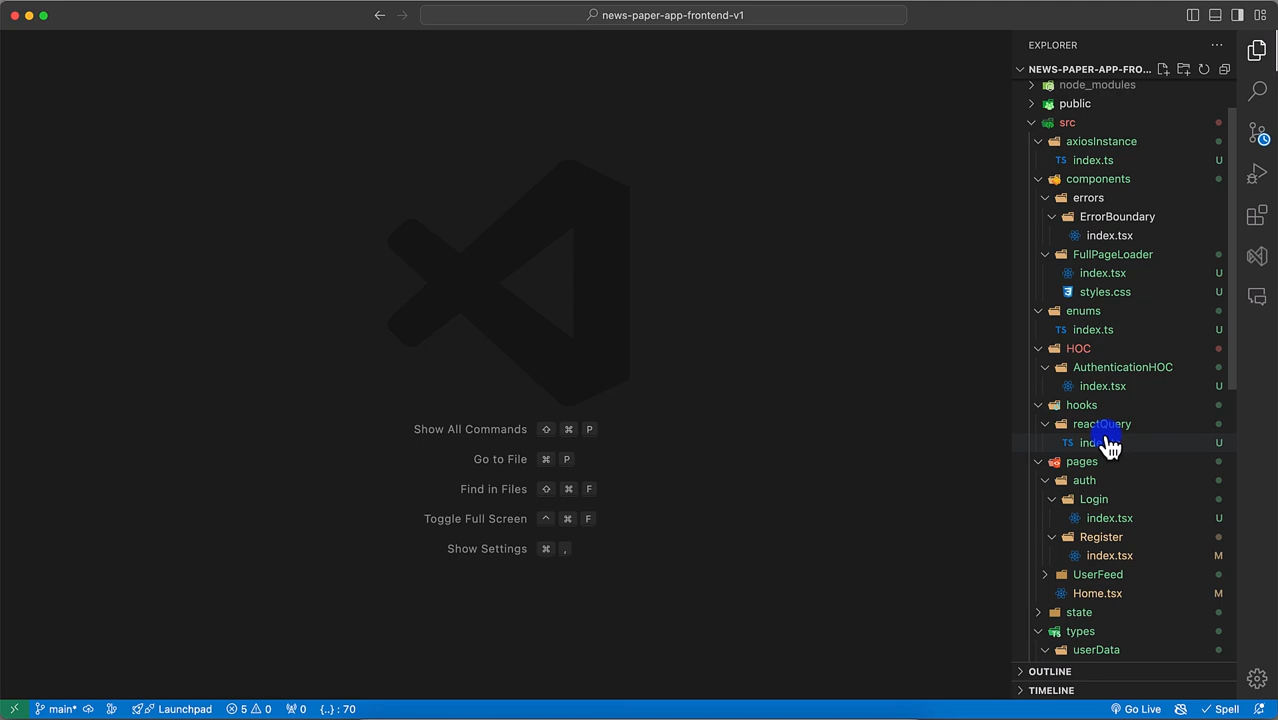 news-paper-app-frontend-v1
EXPLORER
NEWS-PAPER-APP-FRO...
node_modules
public
src
axiosInstance
TS index.ts U
components
errors
ErrorBoundary
index.tsx
FullPageLoader
index.tsx U
styles.css U
enums
TS index.ts U
HOC
AuthenticationHOC
index.tsx U
hooks
reactQuery
TS U
pages
auth
Login
index.tsx U
Register
index.tsx M
UserFeed
Home.tsx M
state
types
userData
OUTLINE
TIMELINE
Show All Commands ⇧ ⌘ P
Go to File ⌘ P
Find in Files ⇧ ⌘ F
Toggle Full Screen ^ ⌘ F
Show Settings ⌘ ,
main* Launchpad 5 0 0 {..} : 70 Go Live Spell